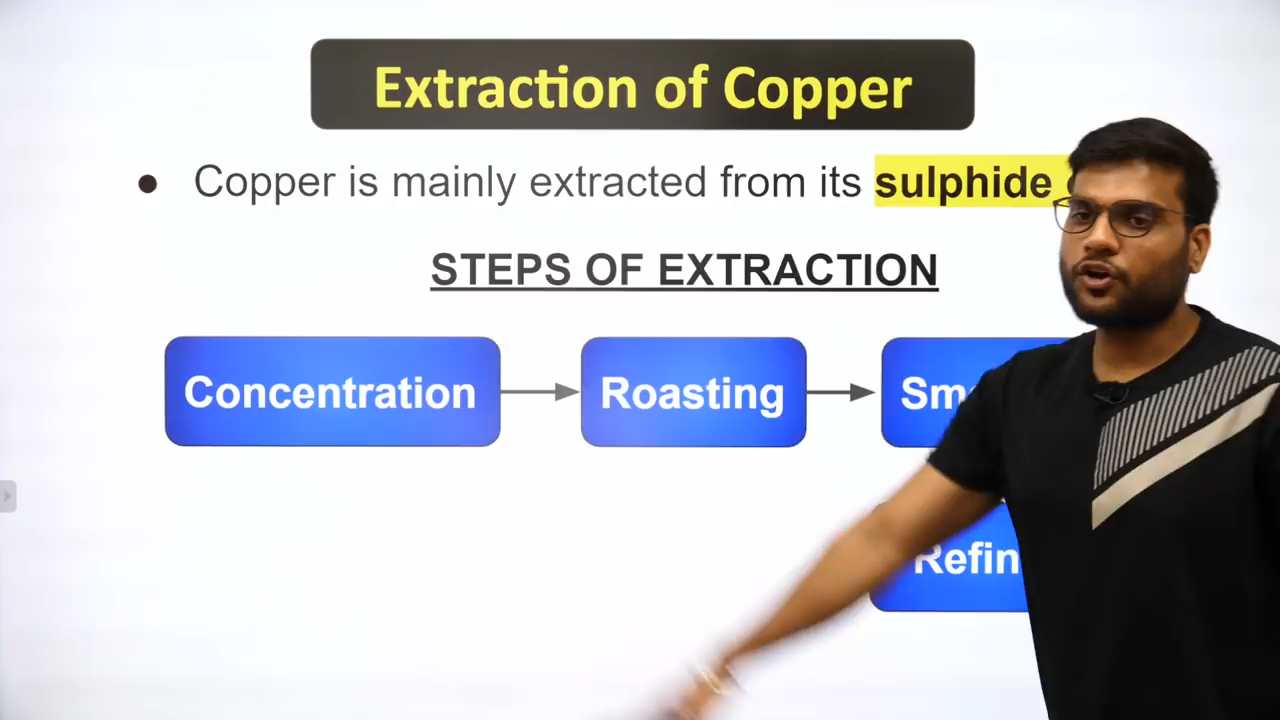 Extraction of Copper
● Copper is mainly extracted from its sulphide
STEPS OF EXTRACTION
Concentration
Roasting